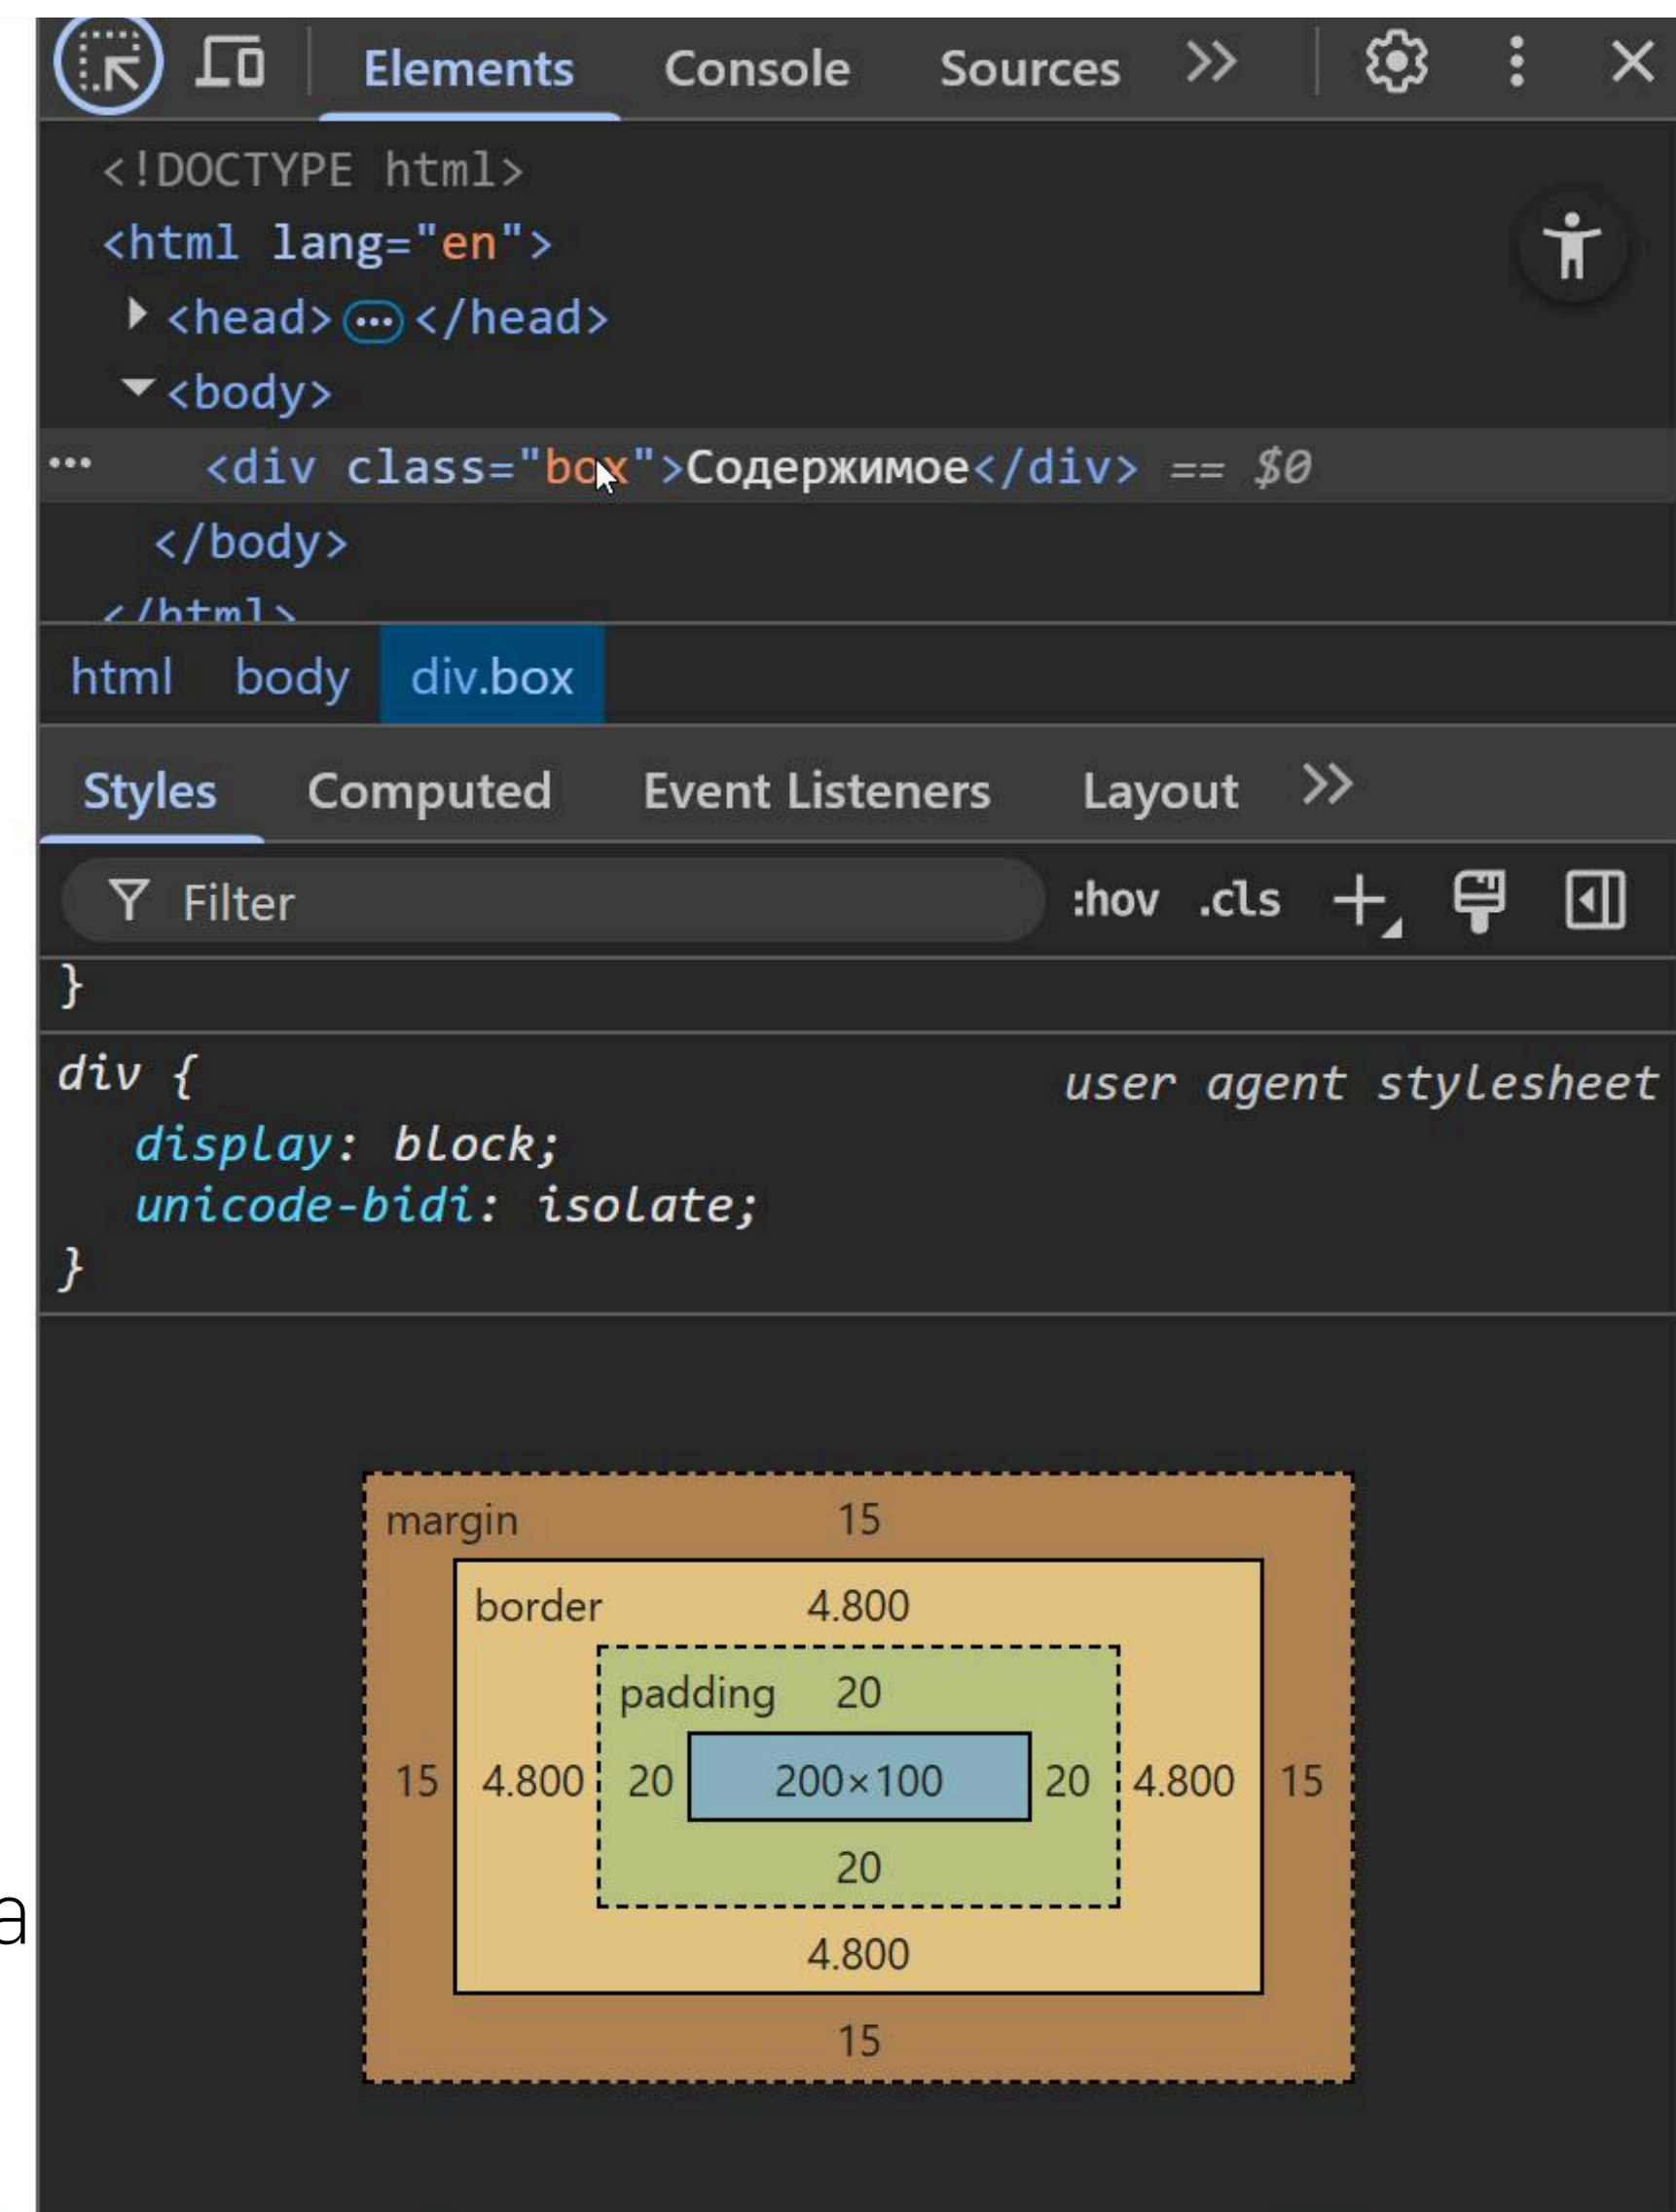 Elements Console Sources
<!DOCTYPE html>
<html lang="en">
<head>…</head>
<body>
… <div class="box">Содержимое</div> == $0
</body>
</html>
html body div.box
Styles Computed Event Listeners Layout
Filter :hov .cls
}
div { user agent stylesheet
display: block;
unicode-bidi: isolate;
}
margin 15
border 4.800
padding 20
15 4.800 20 200×100 20 4.800 15
20
а
4.800
15